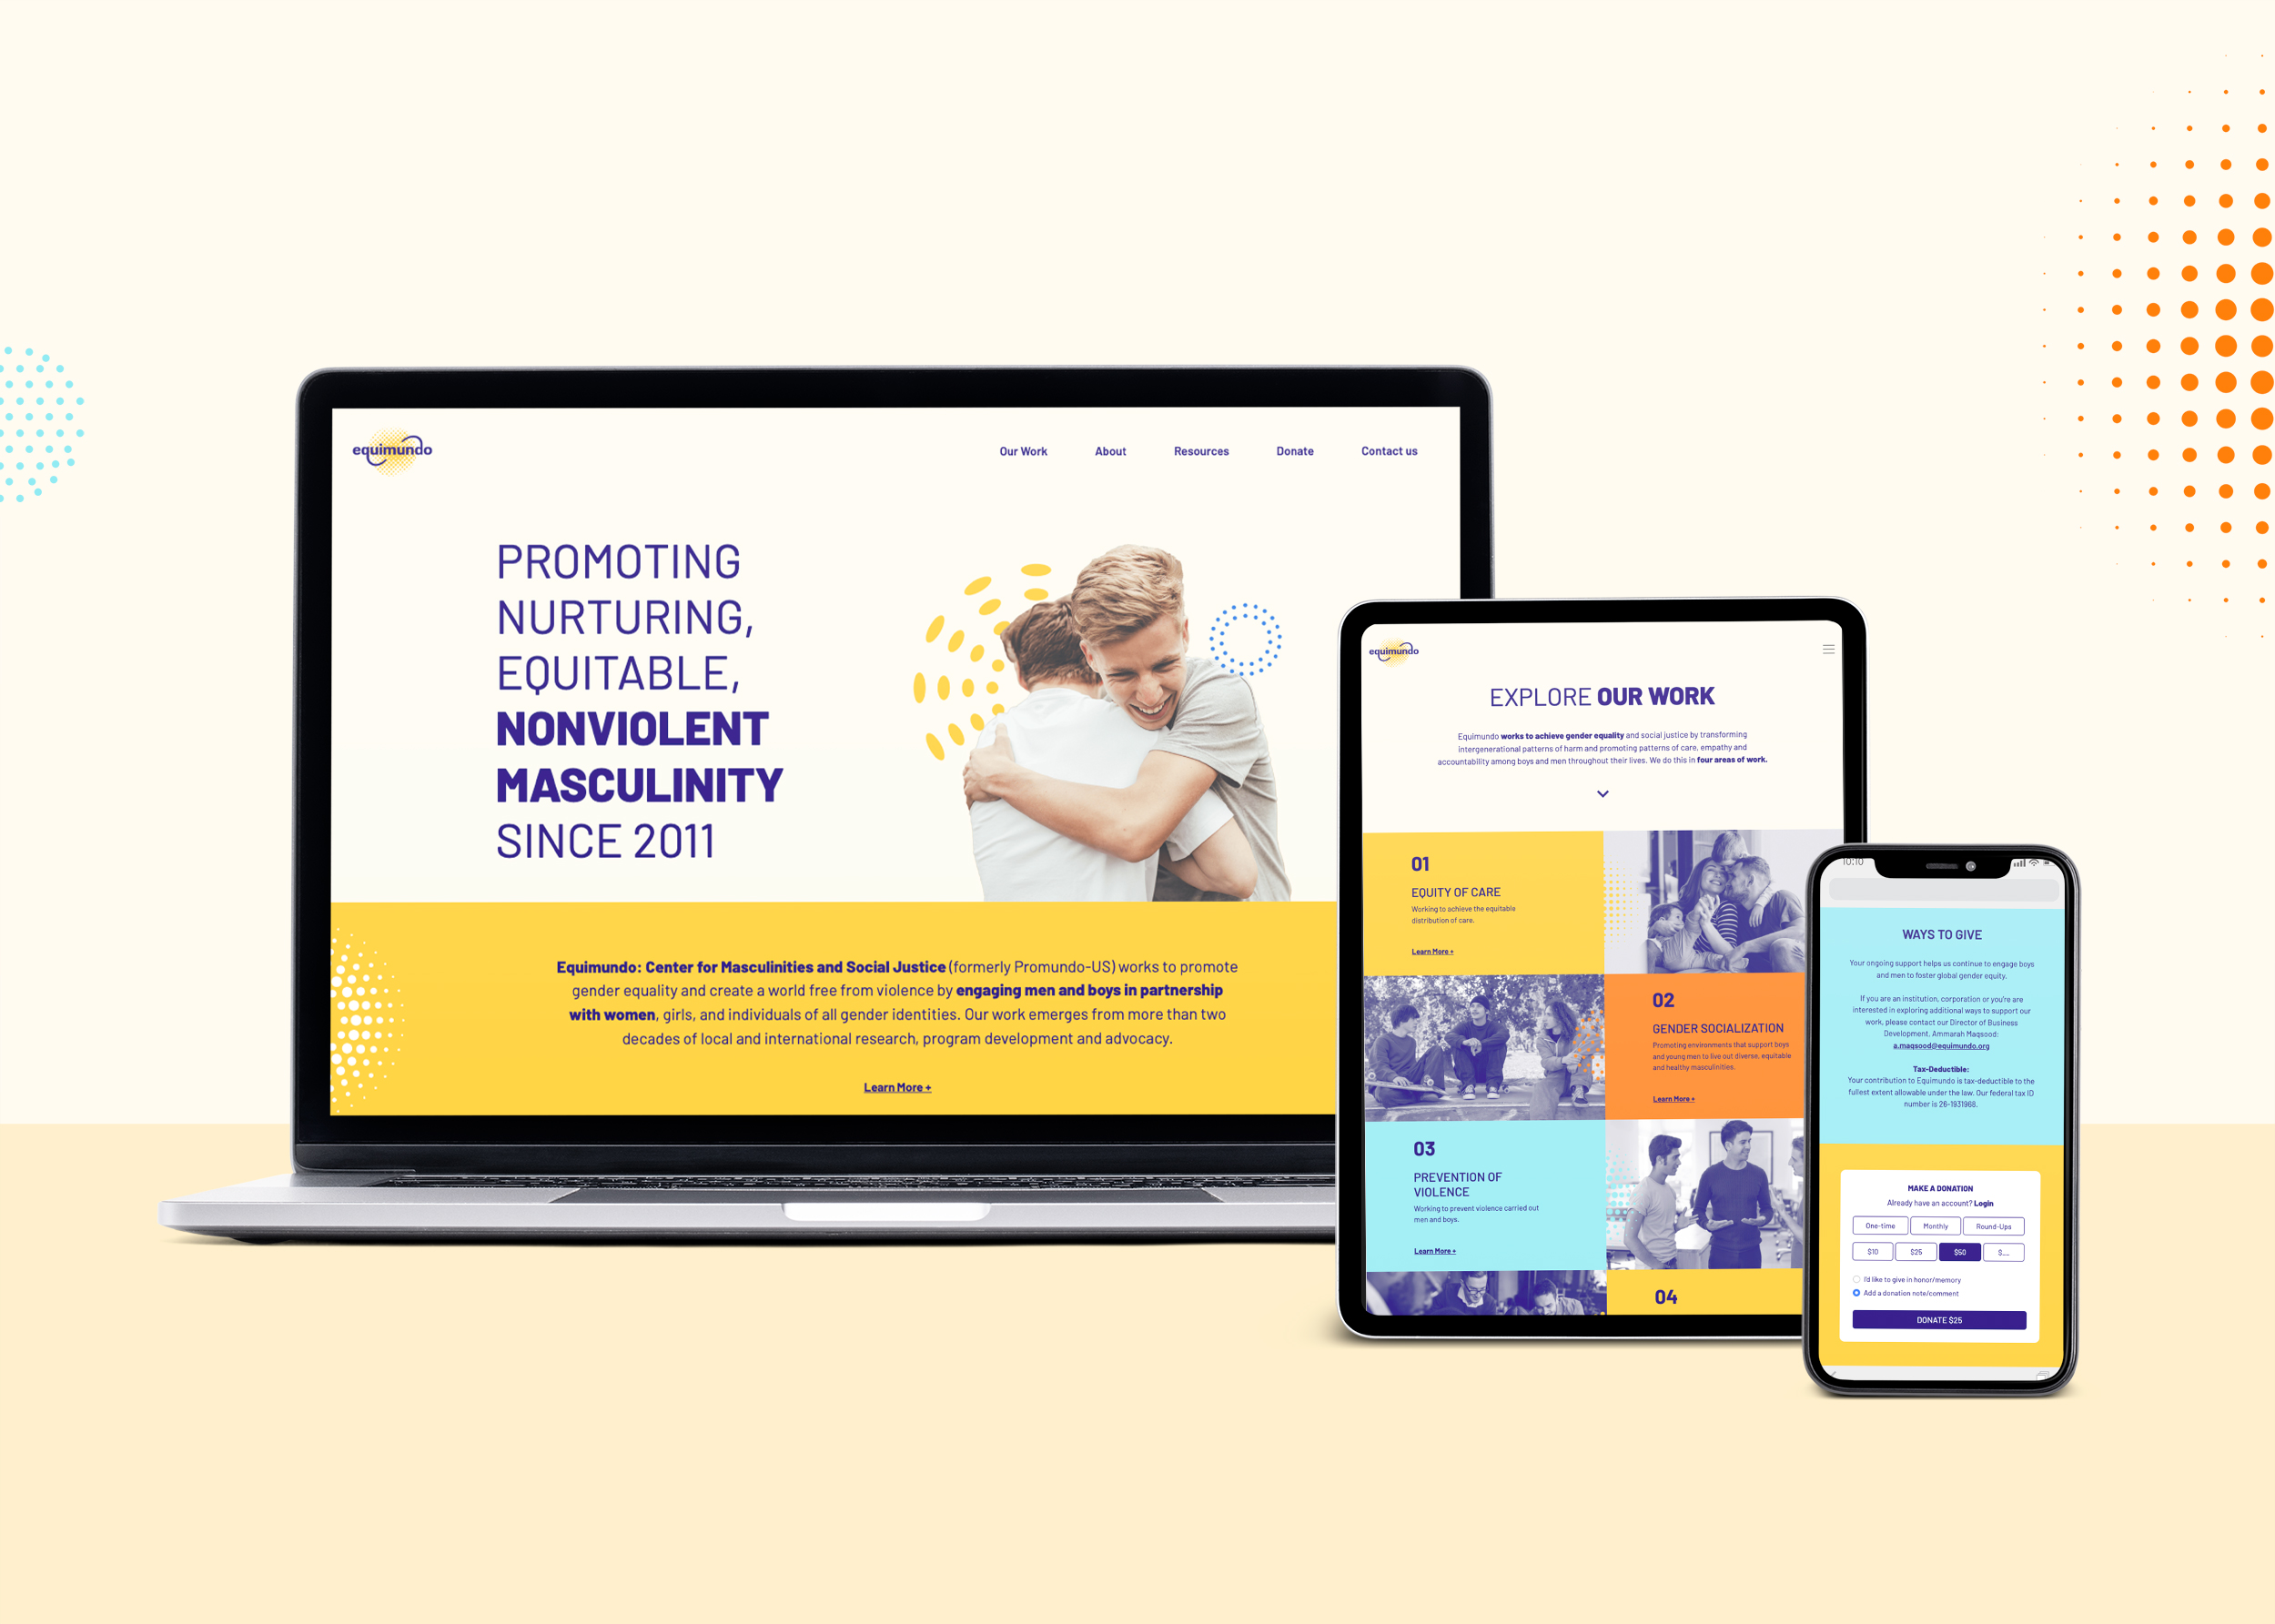 equimundo
Our Work About Resources Donate Contact us
PROMOTING
NURTURING,
EQUITABLE,
NONVIOLENT
MASCULINITY
SINCE 2011
Equimundo: Center for Masculinities and Social Justice (formerly Promundo-US) works to promote
gender equality and create a world free from violence by engaging men and boys in partnership
with women, girls, and individuals of all gender identities. Our work emerges from more than two
decades of local and international research, program development and advocacy.
Learn More +
equimundo
EXPLORE OUR WORK
Equimundo works to achieve gender equality and social justice by transforming
intergenerational patterns of harm and promoting patterns of care, empathy and
accountability among boys and men throughout their lives. We do this in four areas of work.
01
EQUITY OF CARE
Working to achieve the equitable
distribution of care.
Learn More +
02
GENDER SOCIALIZATION
Promoting environments that support boys
and young men to live out diverse, equitable
and healthy masculinities.
Learn More +
03
PREVENTION OF
VIOLENCE
Working to prevent violence carried out
men and boys.
Learn More +
04
10:10
WAYS TO GIVE
Your ongoing support helps us continue to engage boys
and men to foster global gender equity.
If you are an institution, corporation or you're are
interested in exploring additional ways to support our
work, please contact our Director of Business
Development, Ammarah Maqsood:
a.maqsood@equimundo.org
Tax-Deductible:
Your contribution to Equimundo is tax-deductible to the
fullest extent allowable under the law. Our federal tax ID
number is 26-1931968.
MAKE A DONATION
Already have an account? Login
One-time Monthly Round-Ups
$10 $25 $50 $__
I'd like to give in honor/memory
Add a donation note/comment
DONATE $25